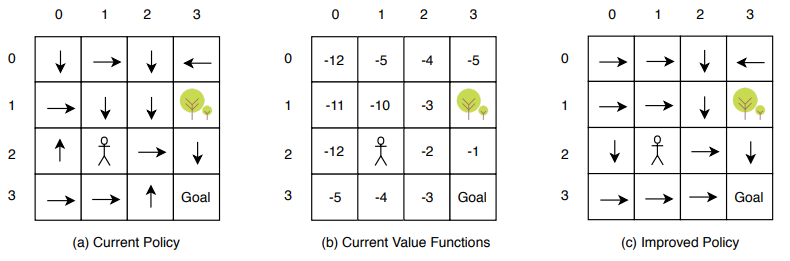 0 1 2 3
0
1
2
3 Goal
(a) Current Policy
0 1 2 3
0 -12 -5 -4 -5
1 -11 -10 -3
2 -12 -2 -1
3 -5 -4 -3 Goal
(b) Current Value Functions
0 1 2 3
0
1
2
3 Goal
(c) Improved Policy